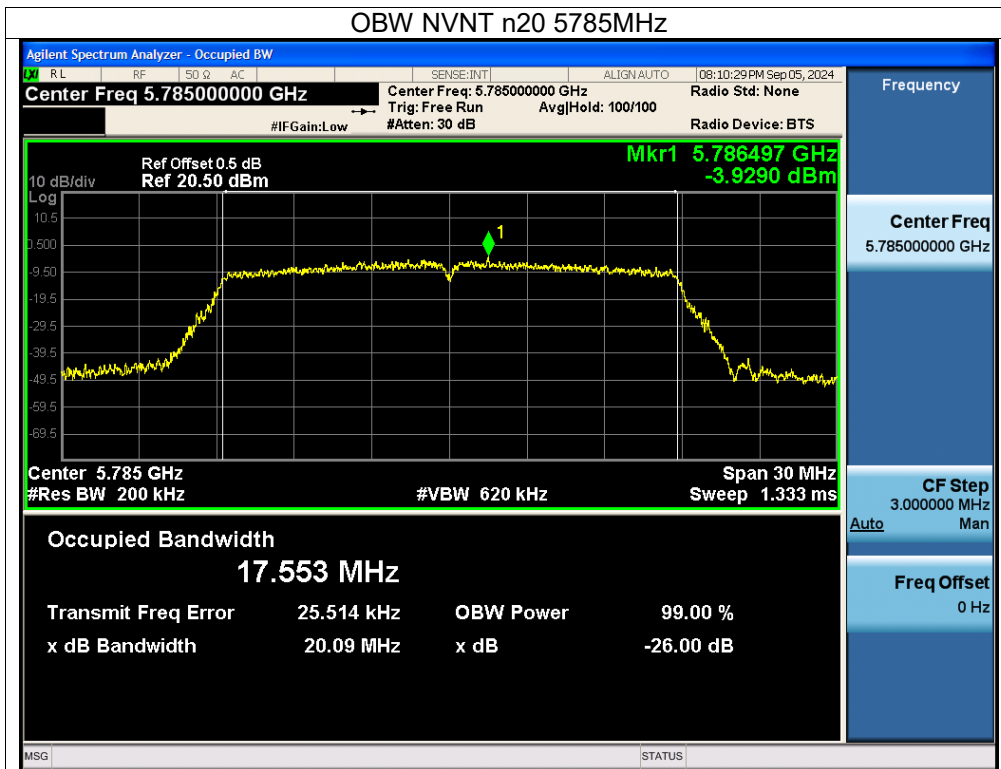 OBW NVNT n20 5785MHz
Agilent Spectrum Analyzer - Occupied BW
LXI RL RF 50 Ω AC SENSE:INT ALIGN AUTO 08:10:29 PM Sep 05, 2024
Center Freq 5.785000000 GHz Center Freq: 5.785000000 GHz Radio Std: None
Trig: Free Run Avg|Hold: 100/100
#IFGain:Low #Atten: 30 dB Radio Device: BTS
Frequency
Mkr1 5.786497 GHz
-3.9290 dBm
Ref Offset 0.5 dB
10 dB/div Ref 20.50 dBm
Log
10.5
0.500
-9.50
-19.5
-29.5
-39.5
-49.5
-59.5
-69.5
1
Center 5.785 GHz Span 30 MHz
#Res BW 200 kHz #VBW 620 kHz Sweep 1.333 ms
Center Freq
5.785000000 GHz
CF Step
3.000000 MHz
Auto Man
Freq Offset
0 Hz
Occupied Bandwidth
17.553 MHz
Transmit Freq Error 25.514 kHz OBW Power 99.00 %
x dB Bandwidth 20.09 MHz x dB -26.00 dB
MSG STATUS